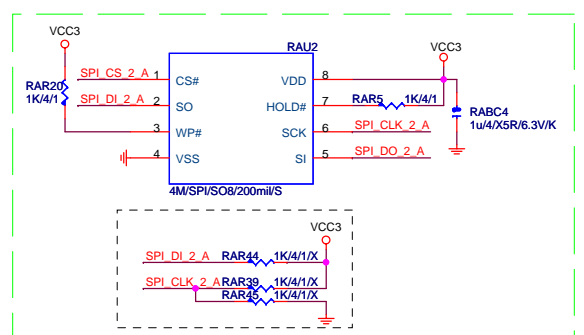 VCC3
RAU2
VCC3
SPI_CS_2_A 1 CS# VDD 8
RAR20
1K/4/1
SPI_DI_2_A 2 SO HOLD# 7 RAR5 1K/4/1
RABC4
1u/4/X5R/6.3V/K
3 WP# SCK 6 SPI_CLK_2_A
4 VSS SI 5 SPI_DO_2_A
4M/SPI/SO8/200mil/S
VCC3
SPI_DI_2_A RAR44 1K/4/1/X
SPI_CLK_2_A RAR39 1K/4/1/X
RAR45 1K/4/1/X